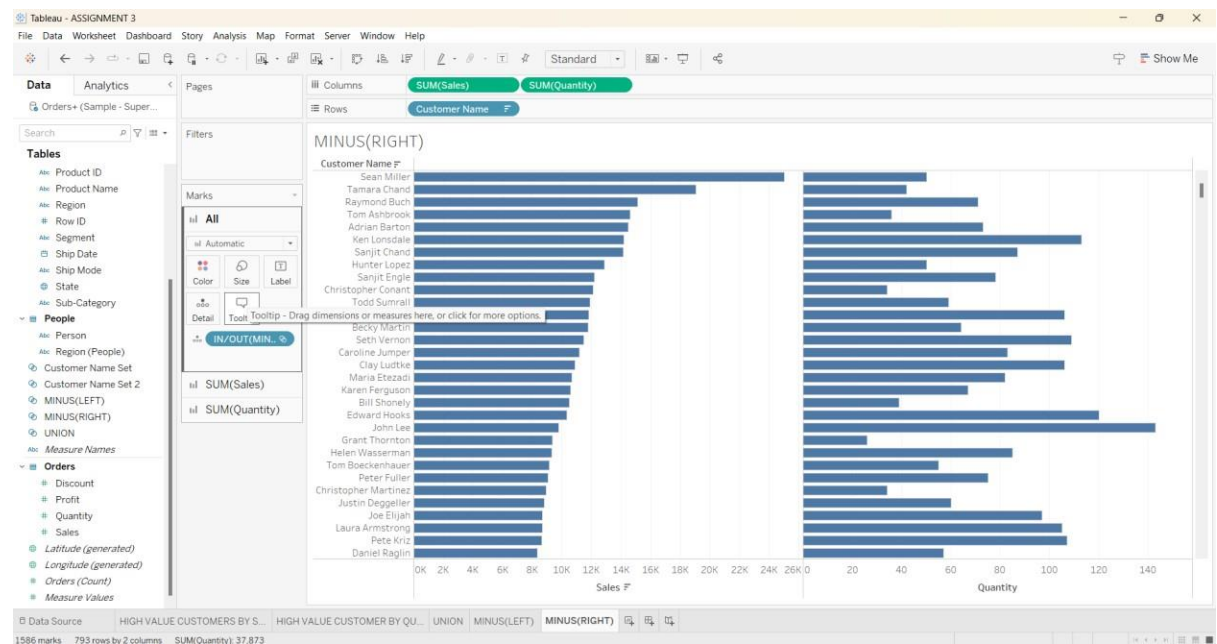 Tableau - ASSIGNMENT 3
File Data Worksheet Dashboard Story Analysis Map Format Server Window Help
Standard
Show Me
Data Analytics
Orders+ (Sample - Super...
Search
Tables
Abc Product ID
Abc Product Name
Abc Region
# Row ID
Abc Segment
Ship Date
Abc Ship Mode
State
Abc Sub-Category
People
Abc Person
Abc Region (People)
Customer Name Set
Customer Name Set 2
MINUS(LEFT)
MINUS(RIGHT)
UNION
Abc Measure Names
Orders
# Discount
# Profit
# Quantity
# Sales
Latitude (generated)
Longitude (generated)
# Orders (Count)
# Measure Values
Pages
Filters
Marks
All
Automatic
Color Size Label
Detail Toolt
Tooltip - Drag dimensions or measures here, or click for more options.
IN/OUT(MIN..
SUM(Sales)
SUM(Quantity)
Columns SUM(Sales) SUM(Quantity)
Rows Customer Name
MINUS(RIGHT)
Customer Name
Sean Miller
Tamara Chand
Raymond Buch
Tom Ashbrook
Adrian Barton
Ken Lonsdale
Sanjit Chand
Hunter Lopez
Sanjit Engle
Christopher Conant
Todd Sumrall
Becky Martin
Seth Vernon
Caroline Jumper
Clay Ludtke
Maria Etezadi
Karen Ferguson
Bill Shonely
Edward Hooks
John Lee
Grant Thornton
Helen Wasserman
Tom Boeckenhauer
Peter Fuller
Christopher Martinez
Justin Deggeller
Joe Elijah
Laura Armstrong
Pete Kriz
Daniel Raglin
0K 2K 4K 6K 8K 10K 12K 14K 16K 18K 20K 22K 24K 26K 0 20 40 60 80 100 120 140
Sales Quantity
Data Source HIGH VALUE CUSTOMERS BY S... HIGH VALUE CUSTOMER BY QU... UNION MINUS(LEFT) MINUS(RIGHT)
1586 marks 793 rows by 2 columns SUM(Quantity): 37,873